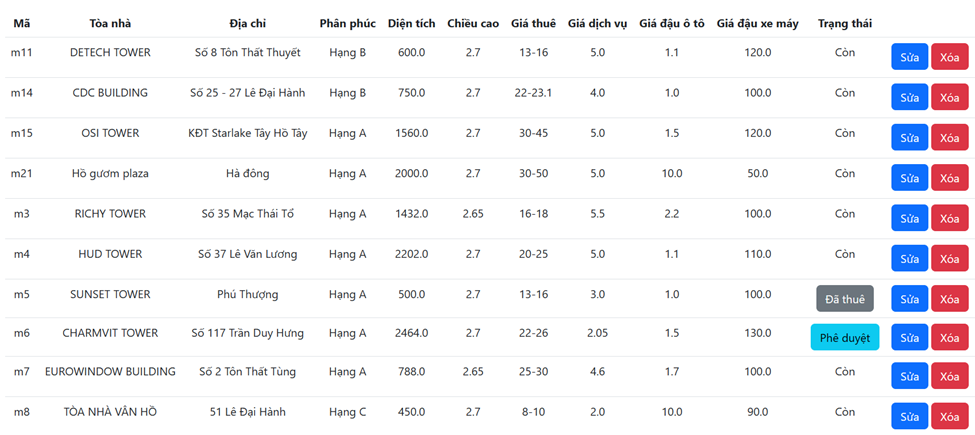 Mã Tòa nhà Địa chỉ Phân phúc Diện tích Chiều cao Giá thuê Giá dịch vụ Giá đậu ô tô Giá đậu xe máy Trạng thái
m11 DETECH TOWER Số 8 Tôn Thất Thuyết Hạng B 600.0 2.7 13-16 5.0 1.1 120.0 Còn Sửa Xóa
m14 CDC BUILDING Số 25 - 27 Lê Đại Hành Hạng B 750.0 2.7 22-23.1 4.0 1.0 100.0 Còn Sửa Xóa
m15 OSI TOWER KĐT Starlake Tây Hồ Tây Hạng A 1560.0 2.7 30-45 5.0 1.5 120.0 Còn Sửa Xóa
m21 Hồ gươm plaza Hà đông Hạng A 2000.0 2.7 30-50 5.0 10.0 50.0 Còn Sửa Xóa
m3 RICHY TOWER Số 35 Mạc Thái Tổ Hạng A 1432.0 2.65 16-18 5.5 2.2 100.0 Còn Sửa Xóa
m4 HUD TOWER Số 37 Lê Văn Lương Hạng A 2202.0 2.7 20-25 5.0 1.1 110.0 Còn Sửa Xóa
m5 SUNSET TOWER Phú Thượng Hạng A 500.0 2.7 13-16 3.0 1.0 100.0 Đã thuê Sửa Xóa
m6 CHARMVIT TOWER Số 117 Trần Duy Hưng Hạng A 2464.0 2.7 22-26 2.05 1.5 130.0 Phê duyệt Sửa Xóa
m7 EUROWINDOW BUILDING Số 2 Tôn Thất Tùng Hạng A 788.0 2.65 25-30 4.6 1.7 100.0 Còn Sửa Xóa
m8 TÒA NHÀ VÂN HỒ 51 Lê Đại Hành Hạng C 450.0 2.7 8-10 2.0 10.0 90.0 Còn Sửa Xóa